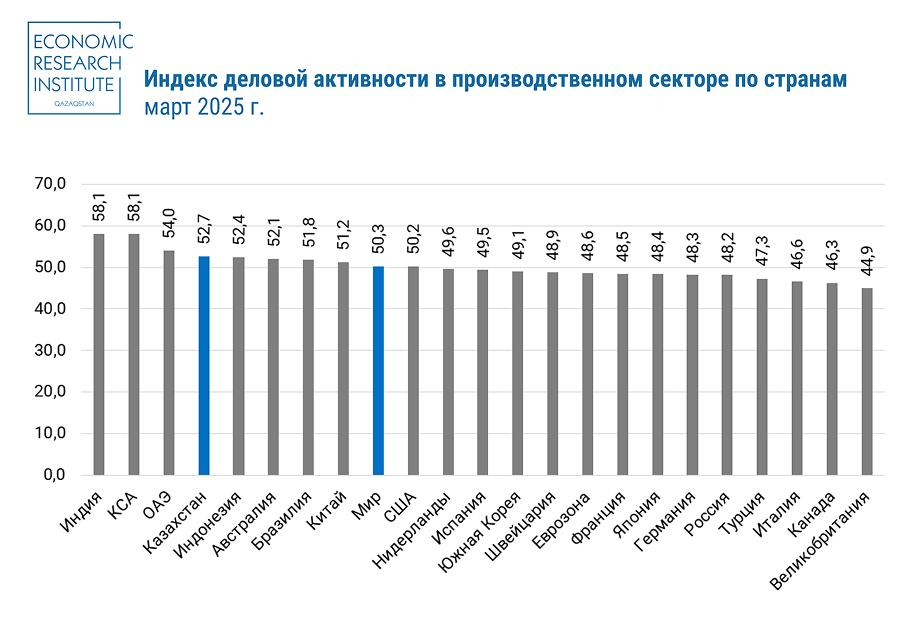 ECONOMIC
RESEARCH
INSTITUTE
QAZAQSTAN
Индекс деловой активности в производственном секторе по странам
март 2025 г.
70,0
60,0
50,0
40,0
30,0
20,0
10,0
0,0
58,1
58,1
54,0
52,7
52,4
52,1
51,8
51,2
50,3
50,2
49,6
49,5
49,1
48,9
48,6
48,5
48,4
48,3
48,2
47,3
46,6
46,3
44,9
Индия
КСА
ОАЭ
Казахстан
Индонезия
Австралия
Бразилия
Китай
Мир
США
Нидерланды
Испания
Южная Корея
Швейцария
Еврозона
Франция
Япония
Германия
Россия
Турция
Италия
Канада
Великобритания